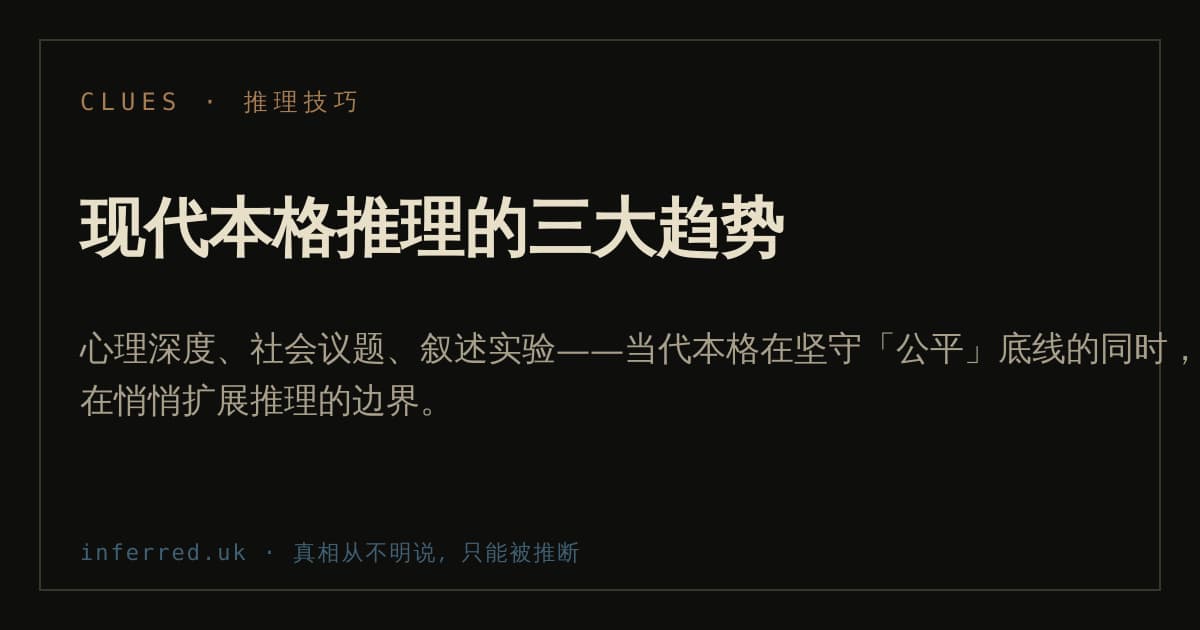 CLUES · 推理技巧
现代本格推理的三大趋势
心理深度、社会议题、叙述实验——当代本格在坚守「公平」底线的同时，
在悄悄扩展推理的边界。
inferred.uk · 真相从不明说, 只能被推断